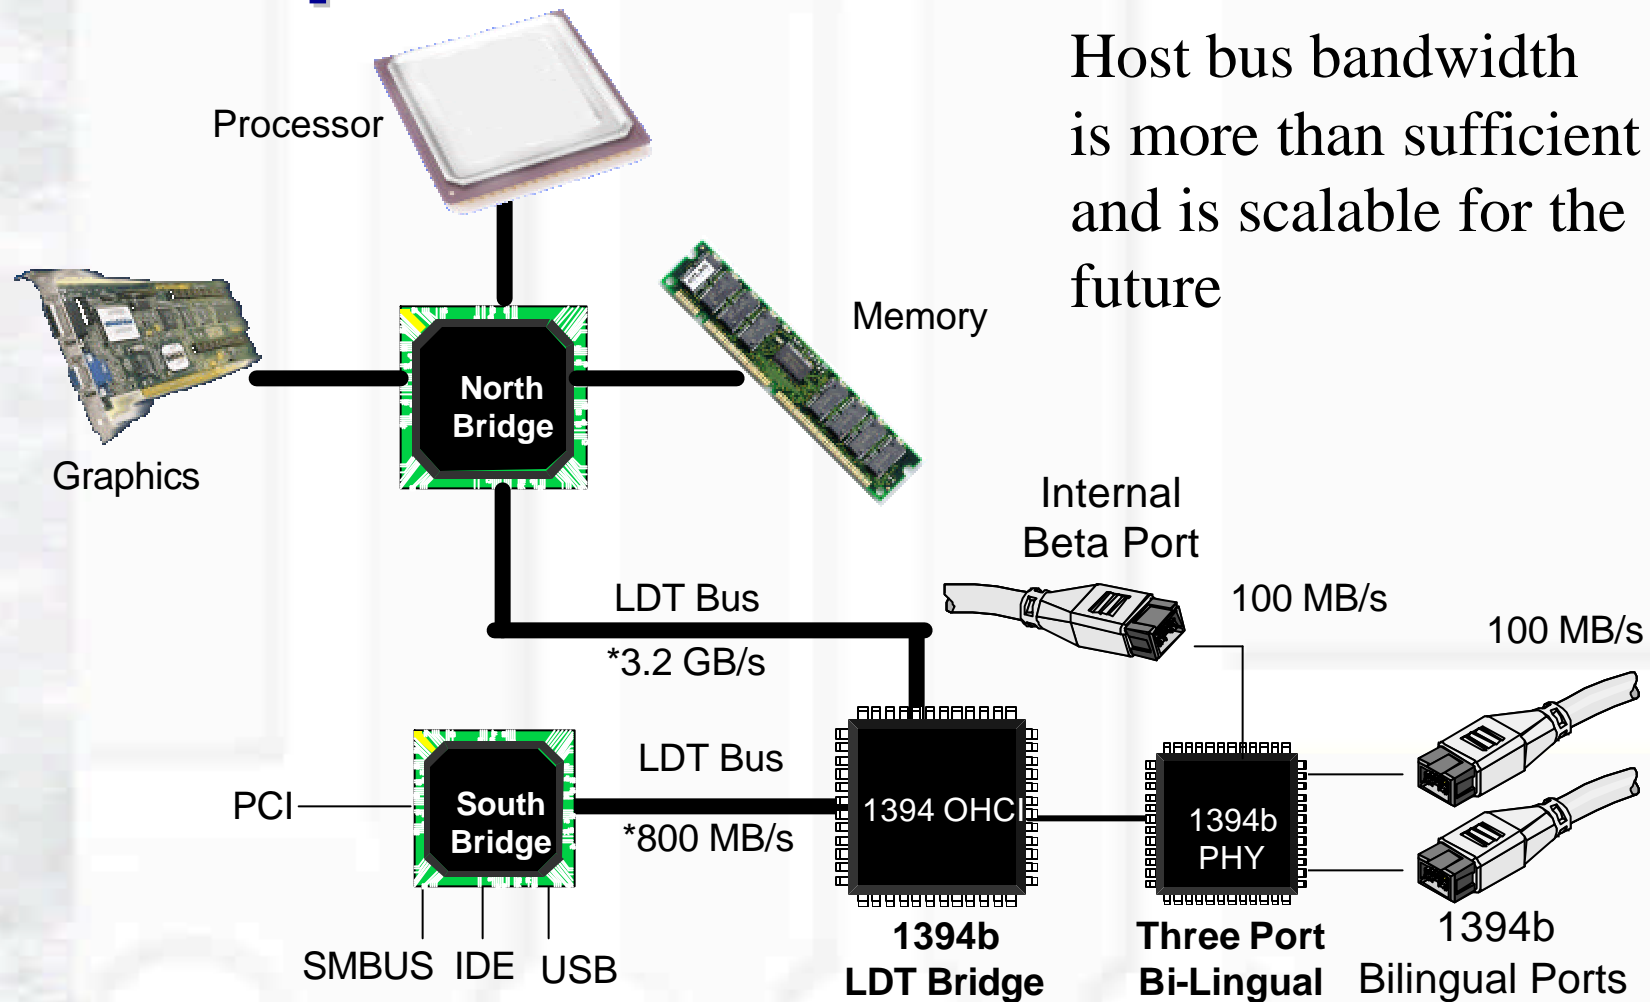 Host bus bandwidth
is more than sufficient
and is scalable for the
future
Processor
Memory
North
Bridge
Graphics
Internal
Beta Port
100 MB/s
100 MB/s
LDT Bus
*3.2 GB/s
LDT Bus
*800 MB/s
PCI
South
Bridge
1394 OHCI
1394b
PHY
SMBUS IDE USB
1394b
LDT Bridge
Three Port
Bi-Lingual
1394b
Bilingual Ports